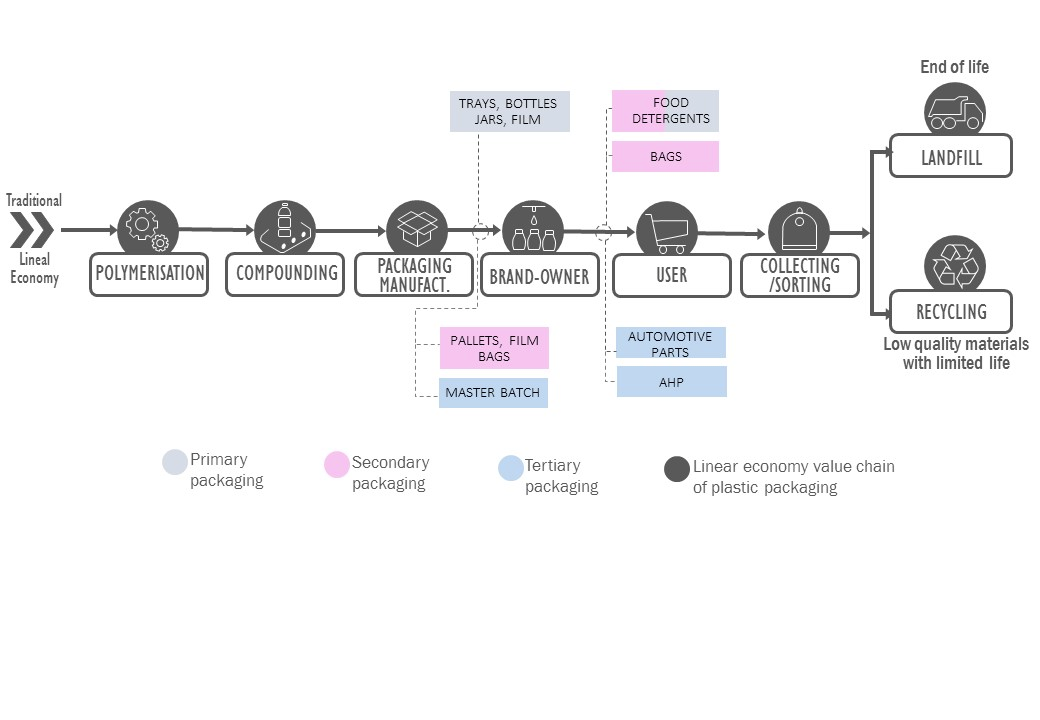 End of life
LANDFILL
TRAYS, BOTTLES
JARS, FILM
FOOD
DETERGENTS
BAGS
Traditional
Lineal
Economy
POLYMERISATION
COMPOUNDING
PACKAGING
MANUFACT.
BRAND-OWNER
USER
COLLECTING
/SORTING
RECYCLING
Low quality materials
with limited life
PALLETS, FILM
BAGS
MASTER BATCH
AUTOMOTIVE
PARTS
AHP
Primary
packaging
Secondary
packaging
Tertiary
packaging
Linear economy value chain
of plastic packaging